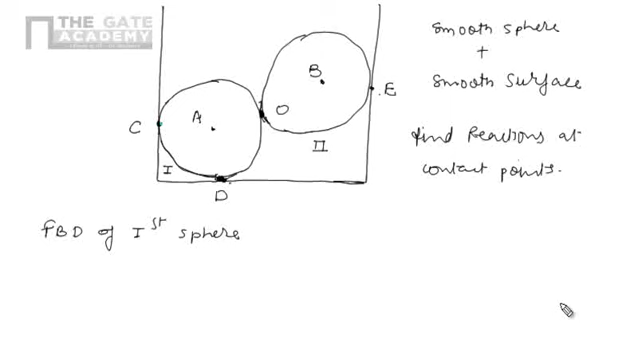 THE GATE
ACADEMY
Smooth sphere
+
Smooth surface
find Reactions at
contact points.
B
E
A
O
C
II
I
D
FBD of Ist sphere